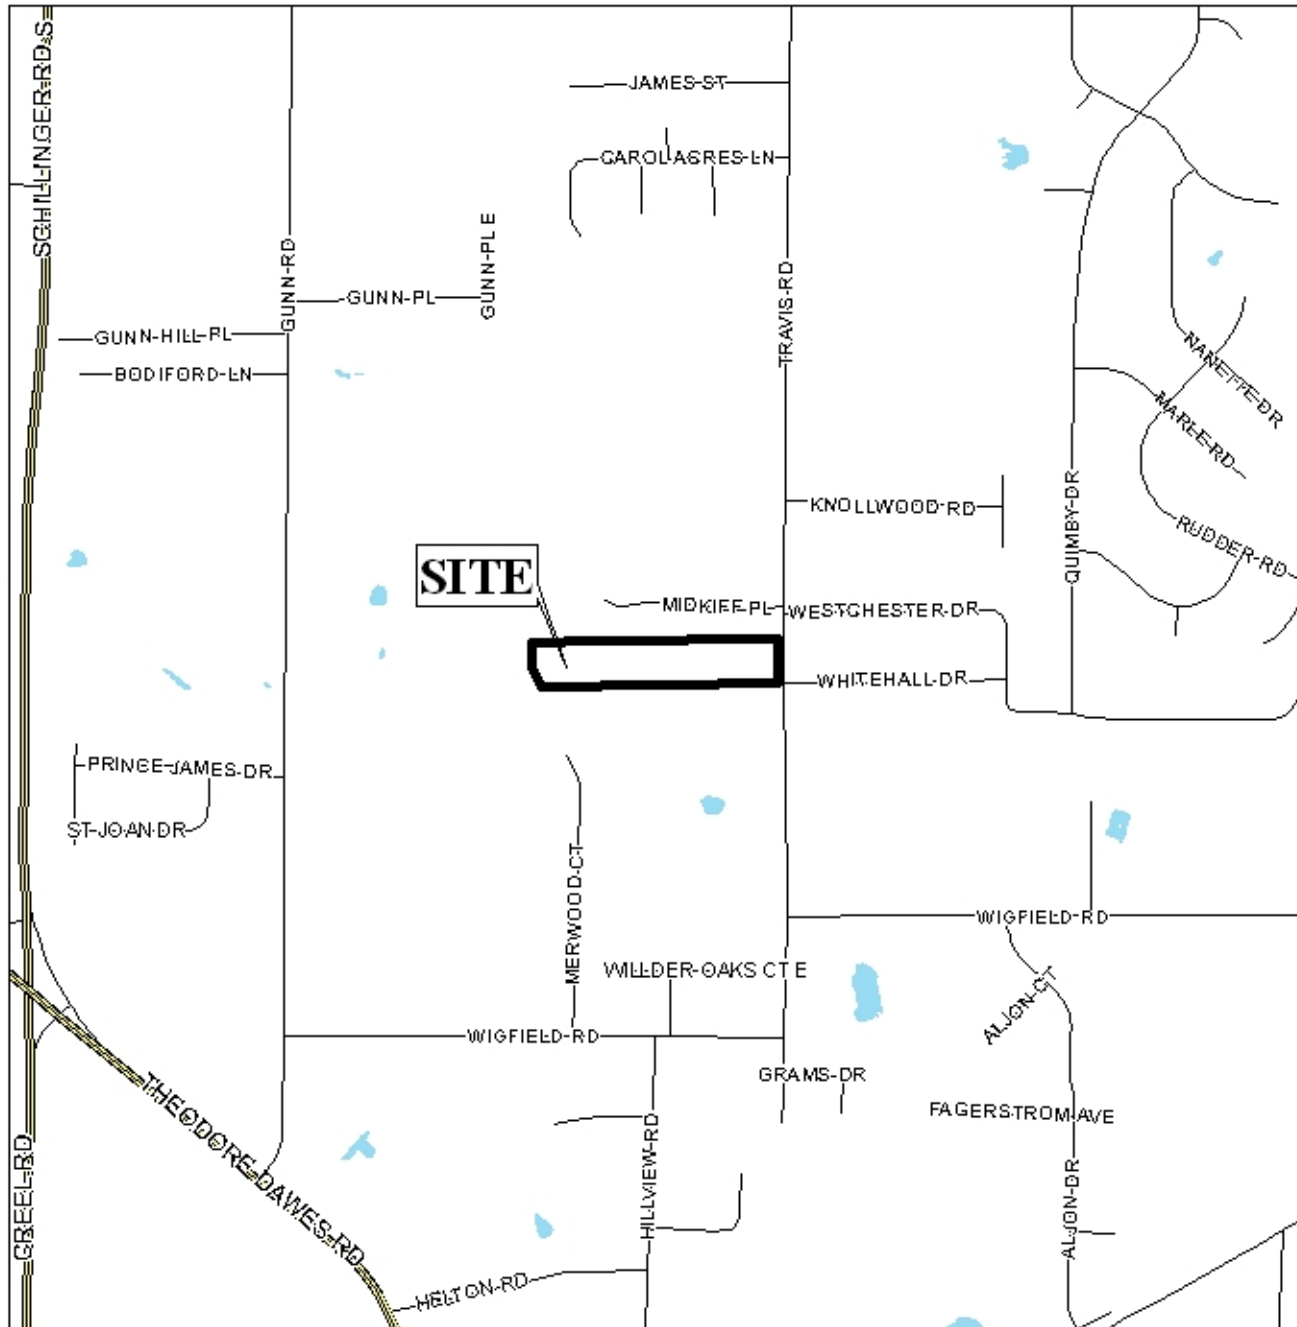 SCHILLINGER-RD-S
JAMES-ST
CAROL-ACRES-LN
GUNN-RD
GUNN-PL
GUNN-PL E
TRAVIS-RD
GUNN-HILL-PL
BODIFORD-LN
NANETTE-DR
MARLE-RD
KNOLLWOOD-RD
QUIMBY-DR
RUDDER-RD
SITE
MIDKIFF-PL
WESTCHESTER-DR
WHITEHALL-DR
PRINCE-JAMES-DR
ST-JOAN-DR
MERWOOD-CT
WIGFIELD-RD
WILLDER-OAKS CT E
ALJON-CT
WIGFIELD-RD
GRAMS-DR
FAGERSTROM-AVE
THEODORE-DAWES-RD
CREEL-RD
HILLVIEW-RD
ALJON-DR
HELTON-RD